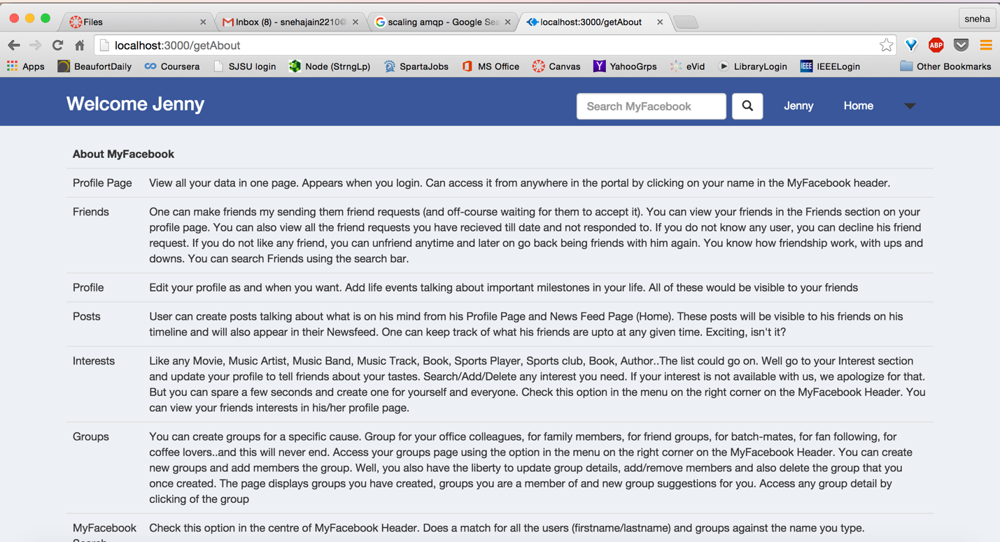 Files
Inbox (8) - snehajain2210@
scaling amqp - Google Sea
localhost:3000/getAbout
sneha
localhost:3000/getAbout
ABP
Apps
BeaufortDaily
Coursera
SJSU login
Node (StrngLp)
SpartaJobs
MS Office
Canvas
YahooGrps
eVid
LibraryLogin
IEEE
IEEELogin
Other Bookmarks
Welcome Jenny
Search MyFacebook
Jenny
Home
About MyFacebook
Profile Page
View all your data in one page. Appears when you login. Can access it from anywhere in the portal by clicking on your name in the MyFacebook header.
Friends
One can make friends my sending them friend requests (and off-course waiting for them to accept it). You can view your friends in the Friends section on your
profile page. You can also view all the friend requests you have recieved till date and not responded to. If you do not know any user, you can decline his friend
request. If you do not like any friend, you can unfriend anytime and later on go back being friends with him again. You know how friendship work, with ups and
downs. You can search Friends using the search bar.
Profile
Edit your profile as and when you want. Add life events talking about important milestones in your life. All of these would be visible to your friends
Posts
User can create posts talking about what is on his mind from his Profile Page and News Feed Page (Home). These posts will be visible to his friends on his
timeline and will also appear in their Newsfeed. One can keep track of what his friends are upto at any given time. Exciting, isn't it?
Interests
Like any Movie, Music Artist, Music Band, Music Track, Book, Sports Player, Sports club, Book, Author..The list could go on. Well go to your Interest section
and update your profile to tell friends about your tastes. Search/Add/Delete any interest you need. If your interest is not available with us, we apologize for that.
But you can spare a few seconds and create one for yourself and everyone. Check this option in the menu on the right corner on the MyFacebook Header. You
can view your friends interests in his/her profile page.
Groups
You can create groups for a specific cause. Group for your office colleagues, for family members, for friend groups, for batch-mates, for fan following, for
coffee lovers..and this will never end. Access your groups page using the option in the menu on the right corner on the MyFacebook Header. You can create
new groups and add members the group. Well, you also have the liberty to update group details, add/remove members and also delete the group that you
once created. The page displays groups you have created, groups you are a member of and new group suggestions for you. Access any group detail by
clicking of the group
MyFacebook
Search
Check this option in the centre of MyFacebook Header. Does a match for all the users (firstname/lastname) and groups against the name you type.